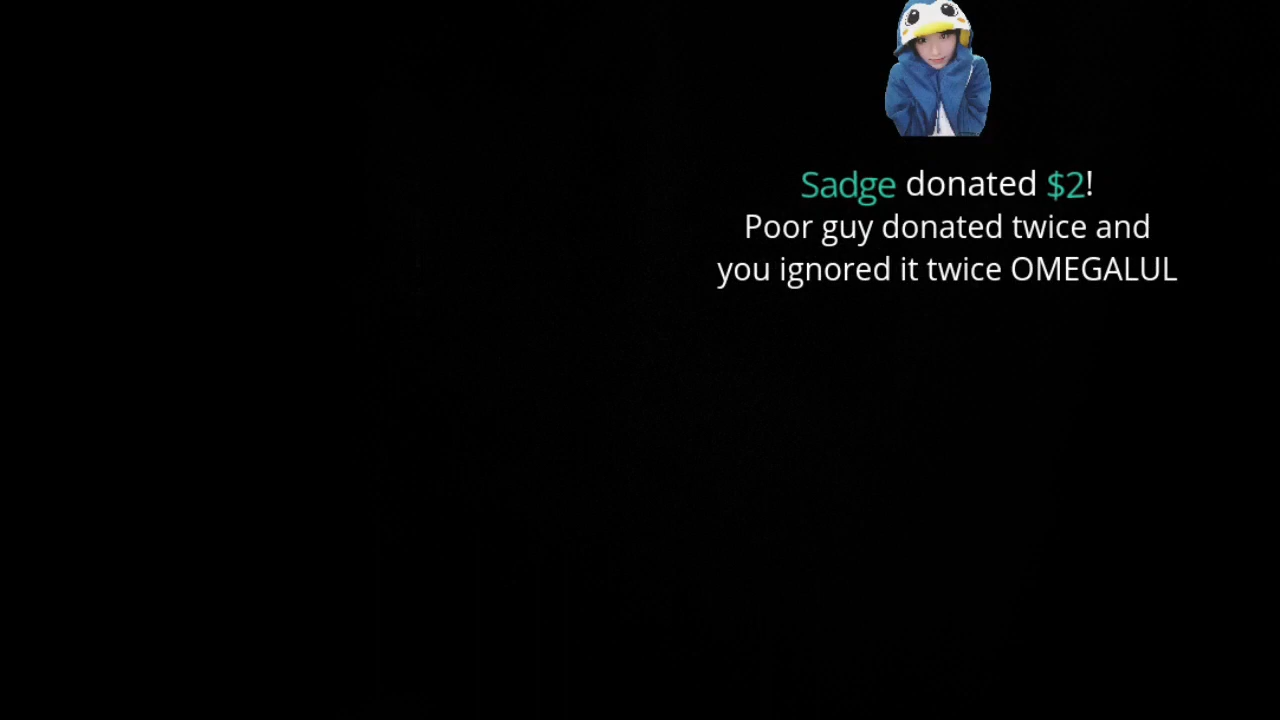 Sadge donated $2!
Poor guy donated twice and
you ignored it twice OMEGALUL